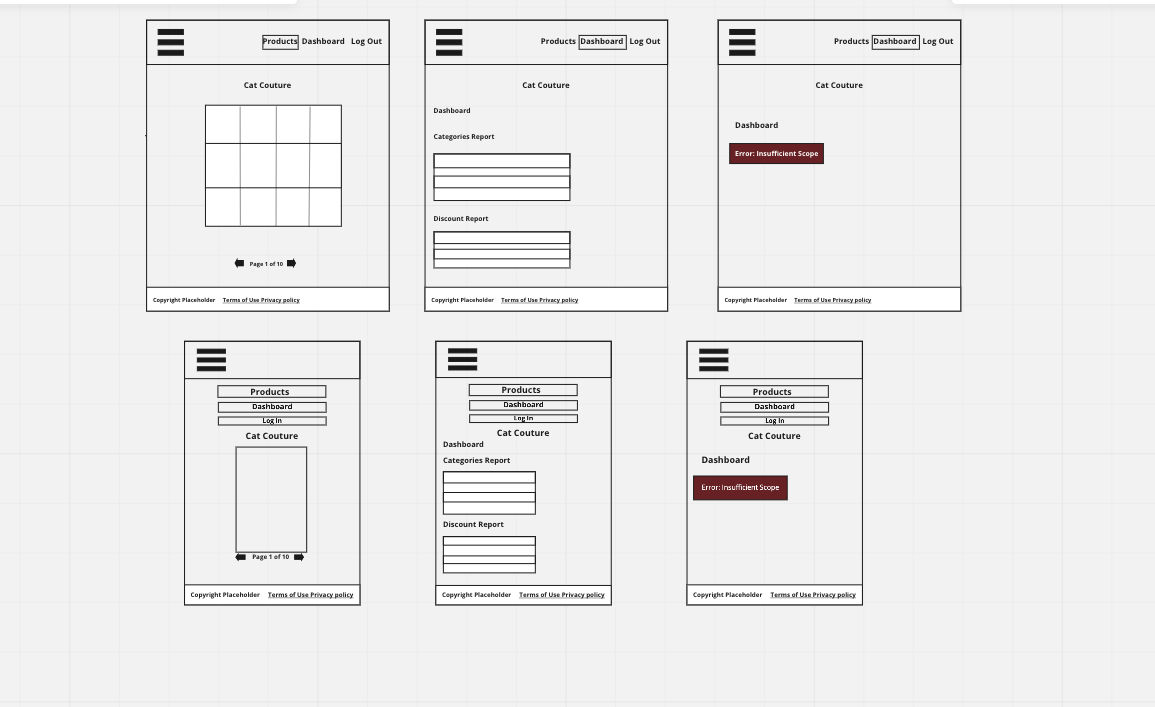 Products Dashboard Log Out
Cat Couture
Page 1 of 10
Copyright Placeholder Terms of Use Privacy policy
Products Dashboard Log Out
Cat Couture
Dashboard
Categories Report
Discount Report
Copyright Placeholder Terms of Use Privacy policy
Products Dashboard Log Out
Cat Couture
Dashboard
Error: Insufficient Scope
Copyright Placeholder Terms of Use Privacy policy
Products
Dashboard
Log In
Cat Couture
Page 1 of 10
Copyright Placeholder Terms of Use Privacy policy
Products
Dashboard
Log In
Cat Couture
Dashboard
Categories Report
Discount Report
Copyright Placeholder Terms of Use Privacy policy
Products
Dashboard
Log In
Cat Couture
Dashboard
Error: Insufficient Scope
Copyright Placeholder Terms of Use Privacy policy